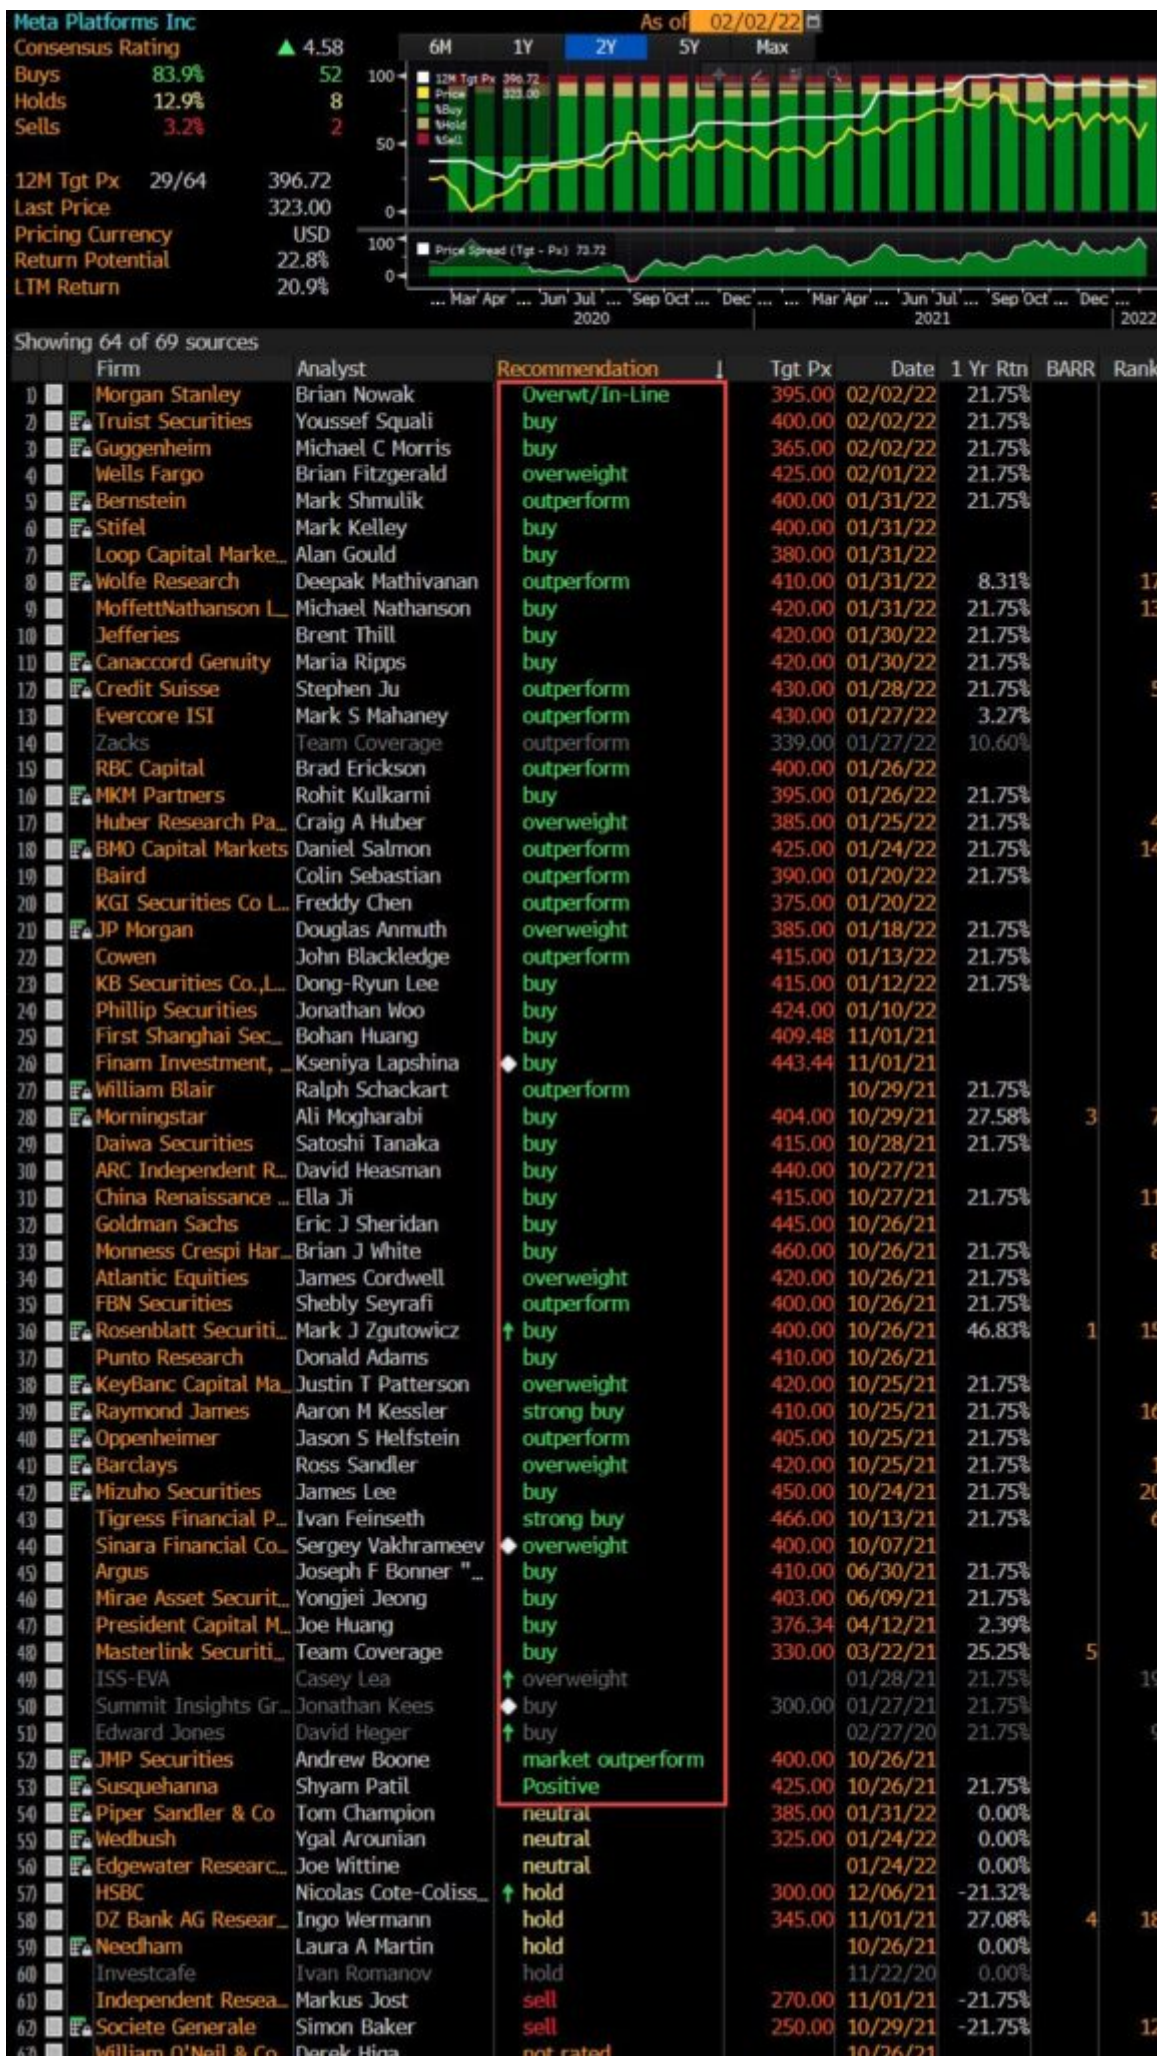 Meta Platforms Inc As of 02/02/22
Consensus Rating 4.58 6M 1Y 2Y 5Y Max
Buys 83.9% 52
Holds 12.9% 8
Sells 3.2% 2
12M Tgt Px 29/64 396.72
Last Price 323.00
Pricing Currency USD
Return Potential 22.8%
LTM Return 20.9%
100
50
0
12M Tgt Px 396.72
Price 323.00
%Buy
%Hold
%Sell
100
0
Price Spread (Tgt - Px) 73.72
... Mar Apr ... Jun Jul ... Sep Oct ... Dec ... ... Mar Apr ... Jun Jul ... Sep Oct ... Dec ...
2020 2021 2022
Showing 64 of 69 sources
Firm Analyst Recommendation ↓ Tgt Px Date 1 Yr Rtn BARR Rank
1) Morgan Stanley Brian Nowak Overwt/In-Line 395.00 02/02/22 21.75%
2) Truist Securities Youssef Squali buy 400.00 02/02/22 21.75%
3) Guggenheim Michael C Morris buy 365.00 02/02/22 21.75%
4) Wells Fargo Brian Fitzgerald overweight 425.00 02/01/22 21.75%
5) Bernstein Mark Shmulik outperform 400.00 01/31/22 21.75% 3
6) Stifel Mark Kelley buy 400.00 01/31/22
7) Loop Capital Marke... Alan Gould buy 380.00 01/31/22
8) Wolfe Research Deepak Mathivanan outperform 410.00 01/31/22 8.31% 17
9) MoffettNathanson L... Michael Nathanson buy 420.00 01/31/22 21.75% 13
10) Jefferies Brent Thill buy 420.00 01/30/22 21.75%
11) Canaccord Genuity Maria Ripps buy 420.00 01/30/22 21.75%
12) Credit Suisse Stephen Ju outperform 430.00 01/28/22 21.75% 5
13) Evercore ISI Mark S Mahaney outperform 430.00 01/27/22 3.27%
14) Zacks Team Coverage outperform 339.00 01/27/22 10.60%
15) RBC Capital Brad Erickson outperform 400.00 01/26/22
16) MKM Partners Rohit Kulkarni buy 395.00 01/26/22 21.75%
17) Huber Research Pa... Craig A Huber overweight 385.00 01/25/22 21.75% 4
18) BMO Capital Markets Daniel Salmon outperform 425.00 01/24/22 21.75% 14
19) Baird Colin Sebastian outperform 390.00 01/20/22 21.75%
20) KGI Securities Co L... Freddy Chen outperform 375.00 01/20/22
21) JP Morgan Douglas Anmuth overweight 385.00 01/18/22 21.75%
22) Cowen John Blackledge outperform 415.00 01/13/22 21.75%
23) KB Securities Co.,L... Dong-Ryun Lee buy 415.00 01/12/22 21.75%
24) Phillip Securities Jonathan Woo buy 424.00 01/10/22
25) First Shanghai Sec... Bohan Huang buy 409.48 11/01/21
26) Finam Investment, ... Kseniya Lapshina buy 443.44 11/01/21
27) William Blair Ralph Schackart outperform 10/29/21 21.75%
28) Morningstar Ali Mogharabi buy 404.00 10/29/21 27.58% 3 7
29) Daiwa Securities Satoshi Tanaka buy 415.00 10/28/21 21.75%
30) ARC Independent R... David Heasman buy 440.00 10/27/21
31) China Renaissance ... Ella Ji buy 415.00 10/27/21 21.75% 11
32) Goldman Sachs Eric J Sheridan buy 445.00 10/26/21
33) Monness Crespi Har... Brian J White buy 460.00 10/26/21 21.75% 8
34) Atlantic Equities James Cordwell overweight 420.00 10/26/21 21.75%
35) FBN Securities Shebly Seyrafi outperform 400.00 10/26/21 21.75%
36) Rosenblatt Securiti... Mark J Zgutowicz ↑ buy 400.00 10/26/21 46.83% 1 15
37) Punto Research Donald Adams buy 410.00 10/26/21
38) KeyBanc Capital Ma... Justin T Patterson overweight 420.00 10/25/21 21.75%
39) Raymond James Aaron M Kessler strong buy 410.00 10/25/21 21.75% 16
40) Oppenheimer Jason S Helfstein outperform 405.00 10/25/21 21.75%
41) Barclays Ross Sandler overweight 420.00 10/25/21 21.75% 1
42) Mizuho Securities James Lee buy 450.00 10/24/21 21.75% 20
43) Tigress Financial P... Ivan Feinseth strong buy 466.00 10/13/21 21.75% 6
44) Sinara Financial Co... Sergey Vakhrameev overweight 400.00 10/07/21
45) Argus Joseph F Bonner "... buy 410.00 06/30/21 21.75%
46) Mirae Asset Securit... Yongjei Jeong buy 403.00 06/09/21 21.75%
47) President Capital M... Joe Huang buy 376.34 04/12/21 2.39%
48) Masterlink Securiti... Team Coverage buy 330.00 03/22/21 25.25% 5
49) ISS-EVA Casey Lea ↑ overweight 01/28/21 21.75% 19
50) Summit Insights Gr... Jonathan Kees buy 300.00 01/27/21 21.75%
51) Edward Jones David Heger ↑ buy 02/27/20 21.75% 9
52) JMP Securities Andrew Boone market outperform 400.00 10/26/21
53) Susquehanna Shyam Patil Positive 425.00 10/26/21 21.75%
54) Piper Sandler & Co Tom Champion neutral 385.00 01/31/22 0.00%
55) Wedbush Ygal Arounian neutral 325.00 01/24/22 0.00%
56) Edgewater Researc... Joe Wittine neutral 01/24/22 0.00%
57) HSBC Nicolas Cote-Coliss... ↑ hold 300.00 12/06/21 -21.32%
58) DZ Bank AG Resear... Ingo Wermann hold 345.00 11/01/21 27.08% 4 18
59) Needham Laura A Martin hold 10/26/21 0.00%
60) Investcafe Ivan Romanov hold 11/22/20 0.00%
61) Independent Resea... Markus Jost sell 270.00 11/01/21 -21.75%
62) Societe Generale Simon Baker sell 250.00 10/29/21 -21.75% 12
63) William O'Neil & Co Derek Higa not rated 10/26/21